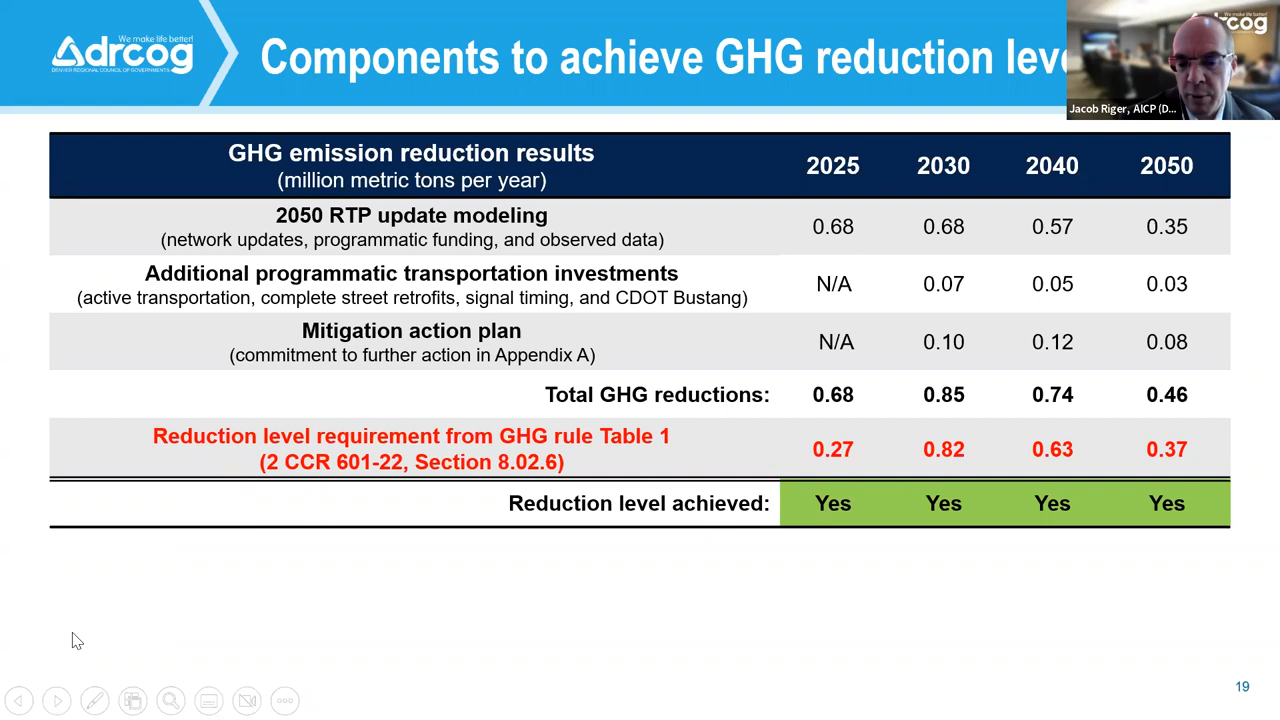 We make life better!
drcog
DENVER REGIONAL COUNCIL OF GOVERNMENTS
Components to achieve GHG reduction leve
We make life better!
drcog
Jacob Riger, AICP (D...
GHG emission reduction results
(million metric tons per year)
2025 2030 2040 2050
2050 RTP update modeling
(network updates, programmatic funding, and observed data)
0.68 0.68 0.57 0.35
Additional programmatic transportation investments
(active transportation, complete street retrofits, signal timing, and CDOT Bustang)
N/A 0.07 0.05 0.03
Mitigation action plan
(commitment to further action in Appendix A)
N/A 0.10 0.12 0.08
Total GHG reductions: 0.68 0.85 0.74 0.46
Reduction level requirement from GHG rule Table 1
(2 CCR 601-22, Section 8.02.6)
0.27 0.82 0.63 0.37
Reduction level achieved: Yes Yes Yes Yes
19